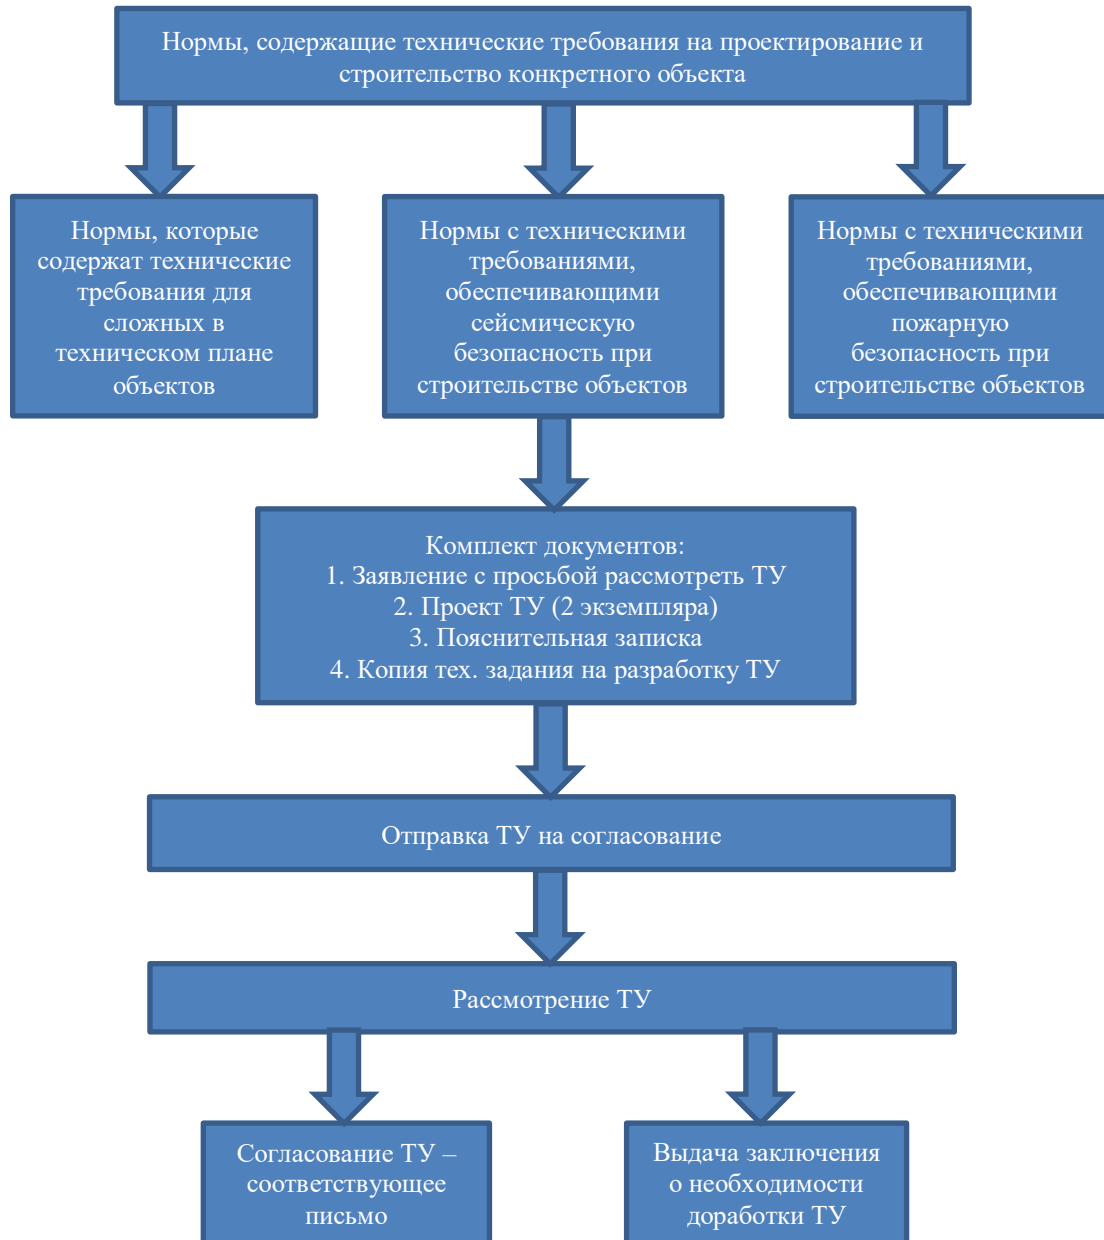 Нормы, содержащие технические требования на проектирование и
строительство конкретного объекта
Нормы, которые
содержат технические
требования для
сложных в
техническом плане
объектов
Нормы с техническими
требованиями,
обеспечивающими
сейсмическую
безопасность при
строительстве объектов
Нормы с техническими
требованиями,
обеспечивающими
пожарную
безопасность при
строительстве объектов
Комплект документов:
1. Заявление с просьбой рассмотреть ТУ
2. Проект ТУ (2 экземпляра)
3. Пояснительная записка
4. Копия тех. задания на разработку ТУ
Отправка ТУ на согласование
Рассмотрение ТУ
Согласование ТУ –
соответствующее
письмо
Выдача заключения
о необходимости
доработки ТУ